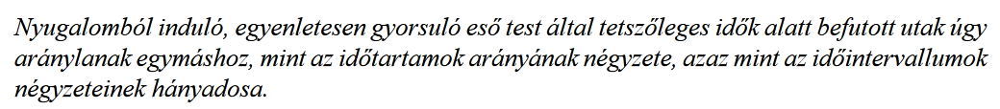 Nyugalomból induló, egyenletesen gyorsuló eső test által tetszőleges idők alatt befutott utak úgy
aránylanak egymáshoz, mint az időtartamok arányának négyzete, azaz mint az időintervallumok
négyzeteinek hányadosa.